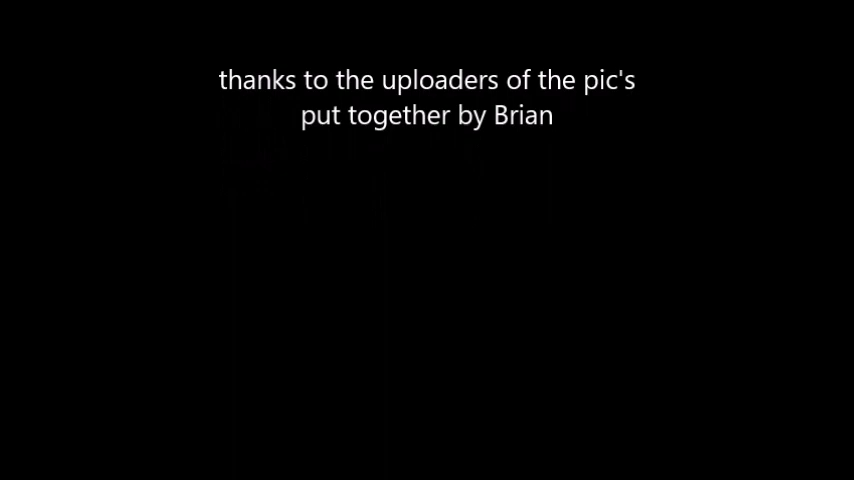 thanks to the uploaders of the pic's
put together by Brian